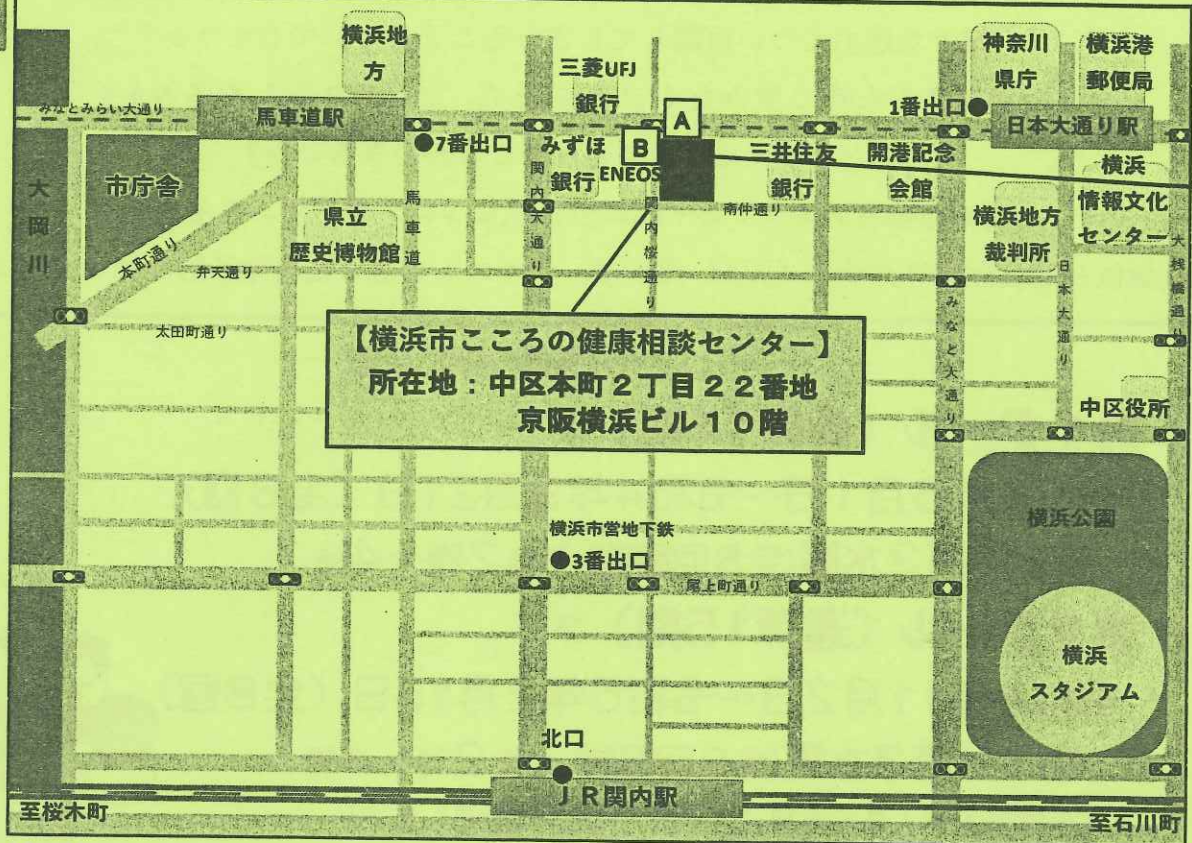 横浜地
方
三菱UFJ
銀行
神奈川
県庁
横浜港
郵便局
みなとみらい大通り
馬車道駅
A
1番出口
日本大通り駅
7番出口
みずほ
銀行
B
ENEOS
三井住友
銀行
開港記念
会館
横浜
情報文化
センター
大岡川
市庁舎
県立
歴史博物館
馬車道
関内大通り
関内桜通り
南仲通り
横浜地方
裁判所
本町通り
弁天通り
太田町通り
みなと大通り
日本大通り
大桟橋通り
【横浜市こころの健康相談センター】
所在地:中区本町2丁目22番地
京阪横浜ビル10階
中区役所
横浜公園
横浜市営地下鉄
3番出口
尾上町通り
横浜
スタジアム
北口
JR関内駅
至桜木町
至石川町